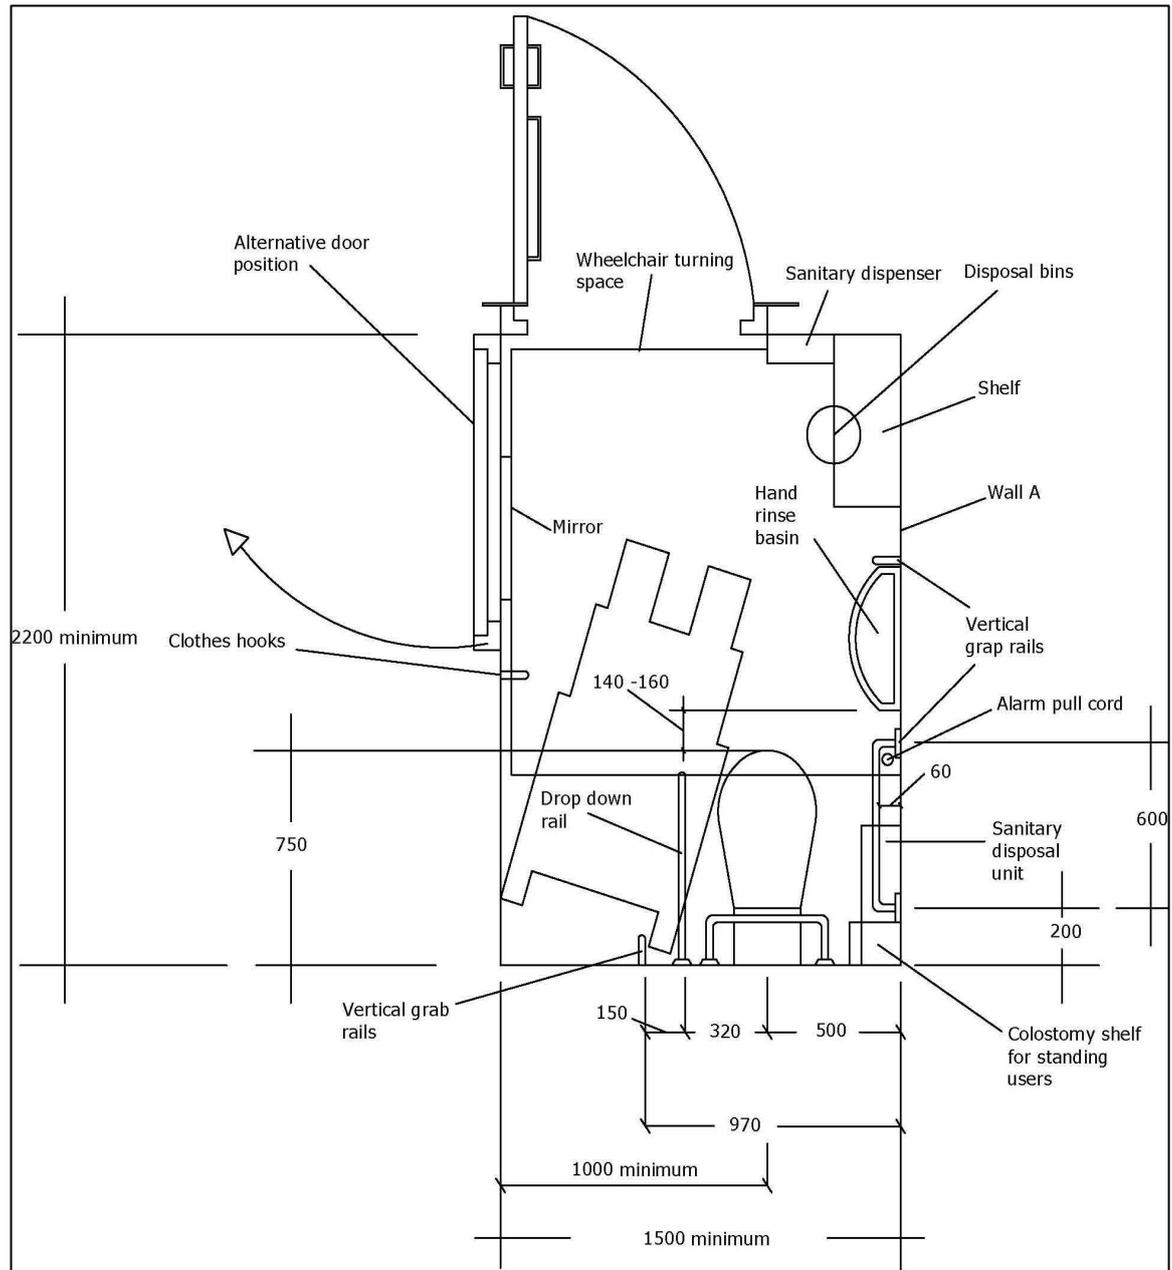 Alternative door
position
Wheelchair turning
space
Sanitary dispenser
Disposal bins
Shelf
Hand
rinse
basin
Wall A
Mirror
2200 minimum
Clothes hooks
Vertical
grap rails
140 -160
Alarm pull cord
60
Drop down
rail
600
750
Sanitary
disposal
unit
200
Vertical grab
rails
150
320
500
Colostomy shelf
for standing
users
970
1000 minimum
1500 minimum